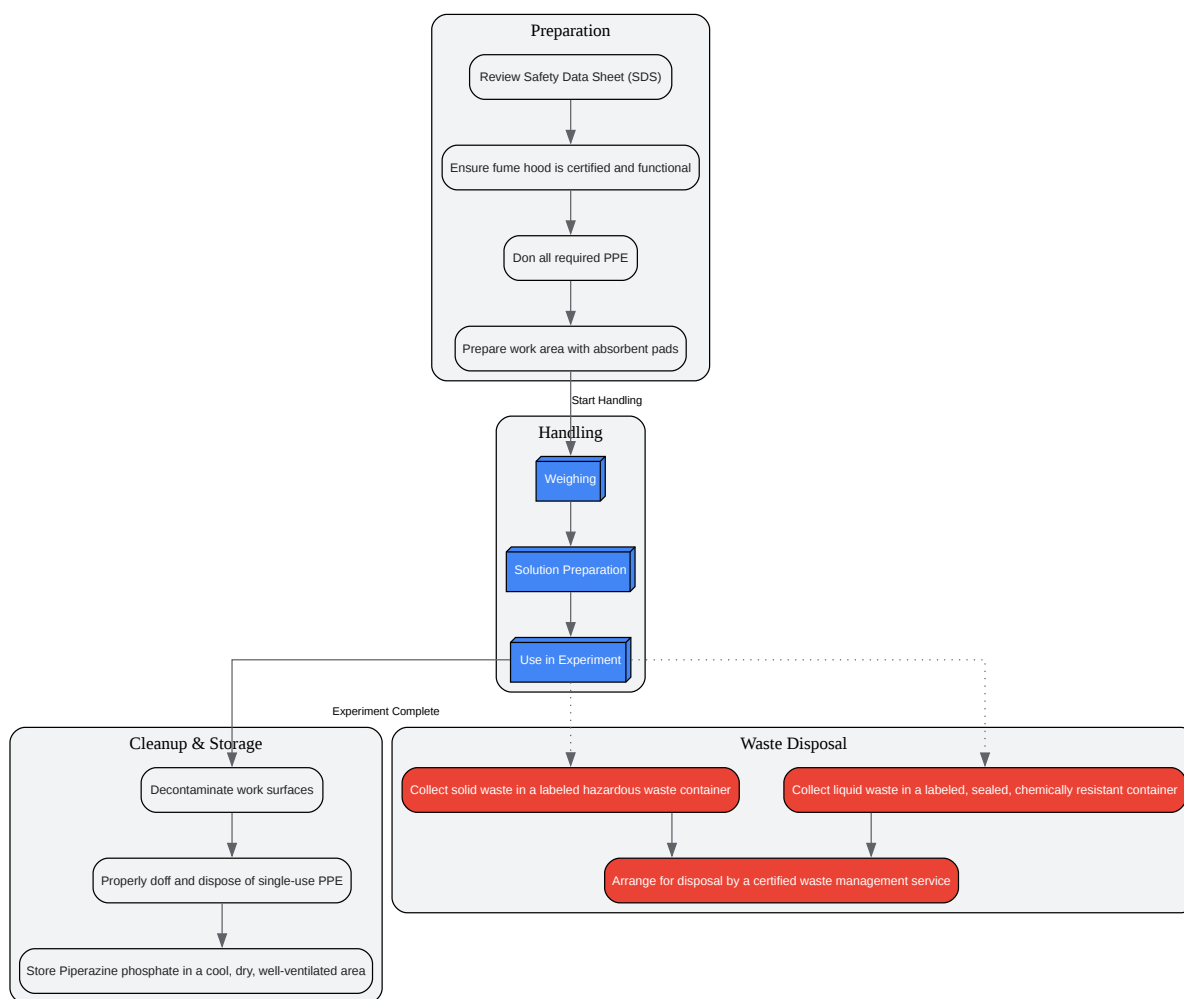 Preparation
Review Safety Data Sheet (SDS)
Ensure fume hood is certified and functional
Don all required PPE
Prepare work area with absorbent pads
Start Handling
Handling
Weighing
Solution Preparation
Use in Experiment
Experiment Complete
Cleanup & Storage
Decontaminate work surfaces
Properly doff and dispose of single-use PPE
Store Piperazine phosphate in a cool, dry, well-ventilated area
Waste Disposal
Collect solid waste in a labeled hazardous waste container
Collect liquid waste in a labeled, sealed, chemically resistant container
Arrange for disposal by a certified waste management service